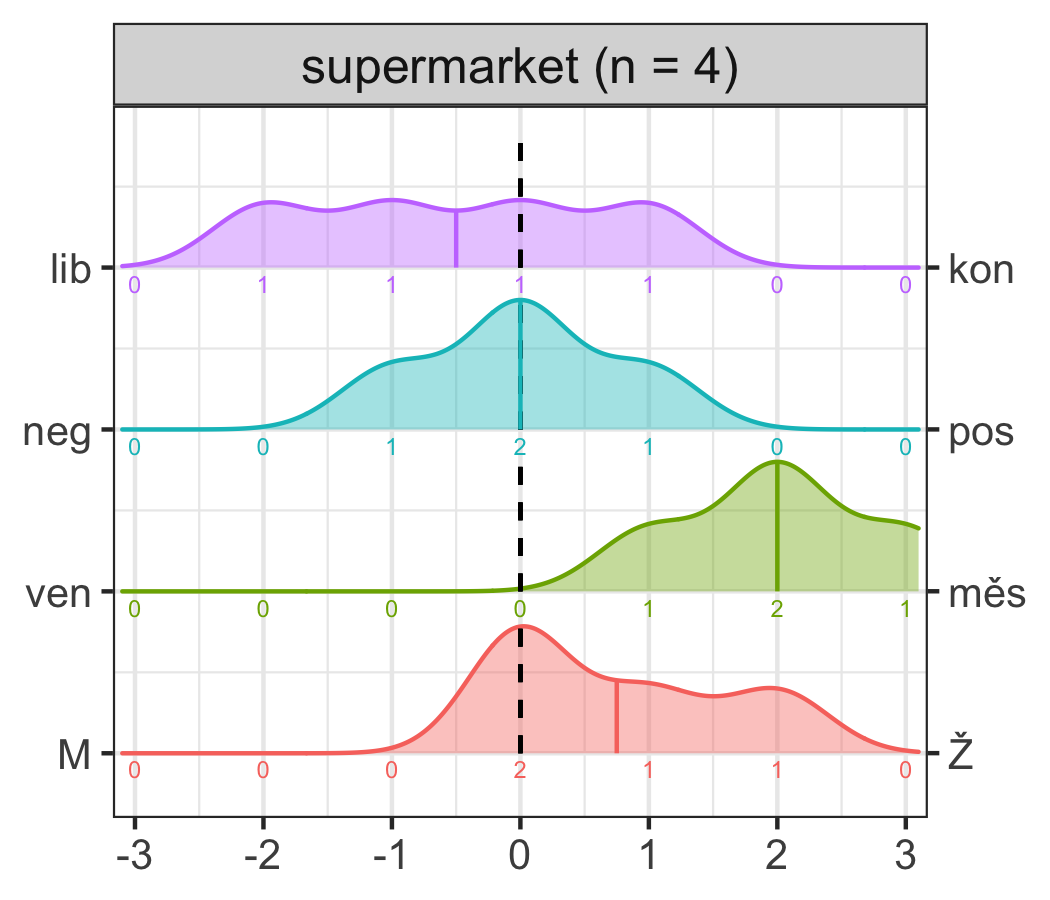 supermarket (n = 4)
lib kon
0 1 1 1 1 0 0
neg pos
0 0 1 2 1 0 0
ven měs
0 0 0 0 1 2 1
M Ž
0 0 0 2 1 1 0
-3 -2 -1 0 1 2 3